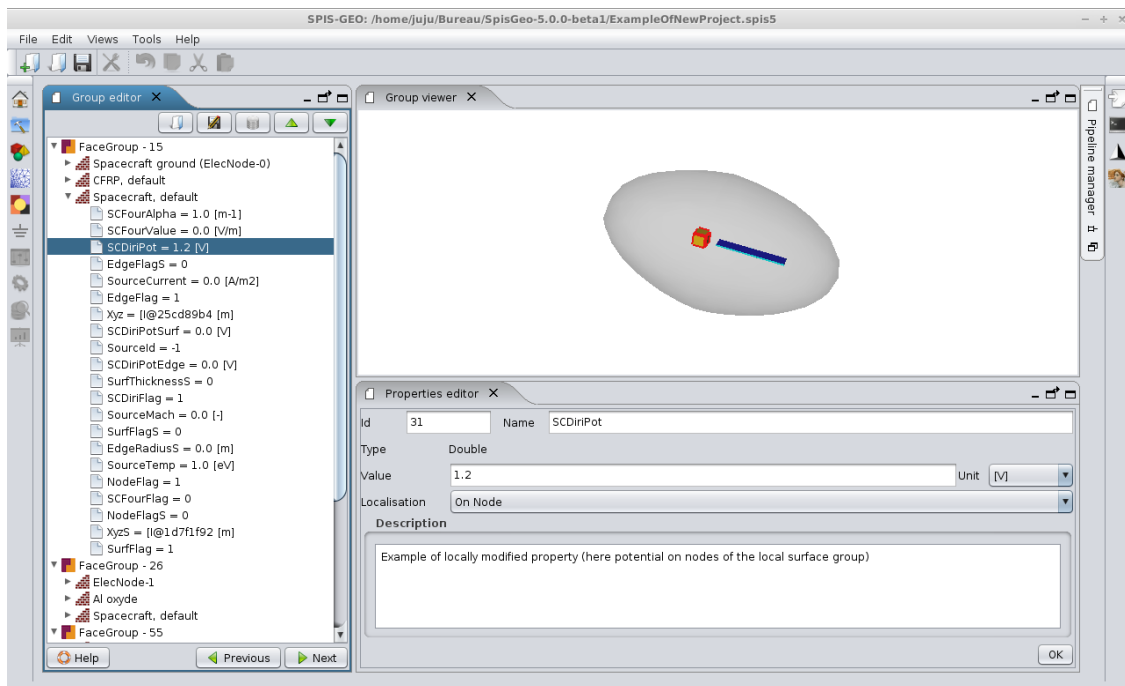 SPIS-GEO: /home/juju/Bureau/SpisGeo-5.0.0-beta1/ExampleOfNewProject.spis5
File Edit Views Tools Help
Group editor
FaceGroup - 15
Spacecraft ground (ElecNode-0)
CFRP, default
Spacecraft, default
SCFourAlpha = 1.0 [m-1]
SCFourValue = 0.0 [V/m]
SCDiriPot = 1.2 [V]
EdgeFlagS = 0
SourceCurrent = 0.0 [A/m2]
EdgeFlag = 1
Xyz = [I@25cd89b4 [m]
SCDiriPotSurf = 0.0 [V]
SourceId = -1
SCDiriPotEdge = 0.0 [V]
SurfThicknessS = 0
SCDiriFlag = 1
SourceMach = 0.0 [-]
SurfFlagS = 0
EdgeRadiusS = 0.0 [m]
SourceTemp = 1.0 [eV]
NodeFlag = 1
SCFourFlag = 0
NodeFlagS = 0
XyzS = [I@1d7f1f92 [m]
SurfFlag = 1
FaceGroup - 26
ElecNode-1
Al oxyde
Spacecraft, default
FaceGroup - 55
Help Previous Next
Group viewer
Properties editor
Id 31 Name SCDiriPot
Type Double
Value 1.2 Unit [V]
Localisation On Node
Description
Example of locally modified property (here potential on nodes of the local surface group)
OK
Pipeline manager